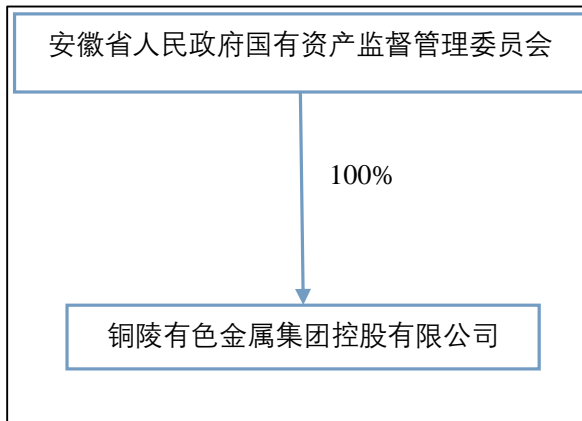 安徽省人民政府国有资产监督管理委员会
100%
铜陵有色金属集团控股有限公司